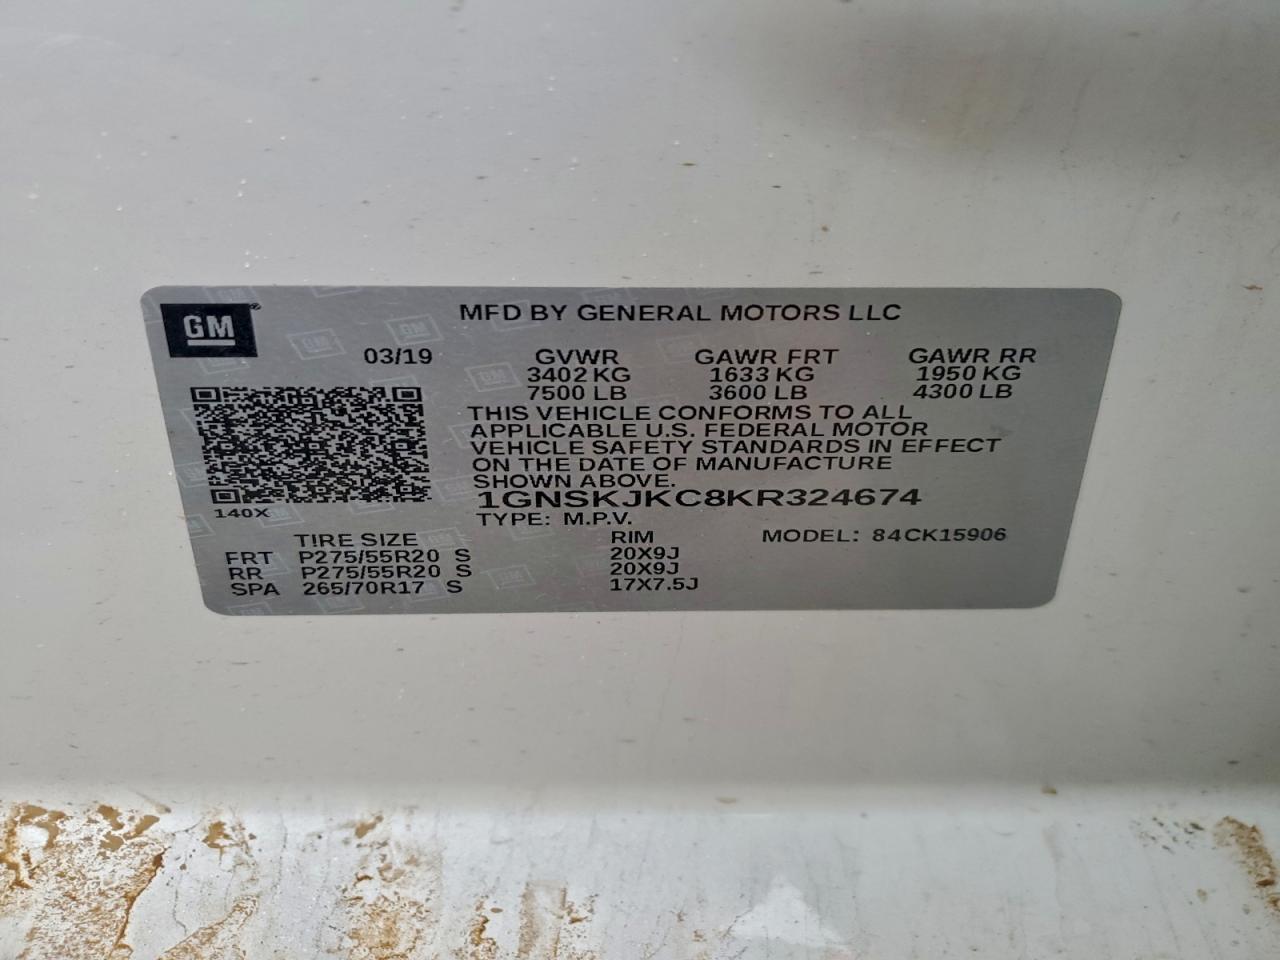 GM
MFD BY GENERAL MOTORS LLC
03/19 GVWR GAWR FRT GAWR RR
3402 KG 1633 KG 1950 KG
7500 LB 3600 LB 4300 LB
THIS VEHICLE CONFORMS TO ALL
APPLICABLE U.S. FEDERAL MOTOR
VEHICLE SAFETY STANDARDS IN EFFECT
ON THE DATE OF MANUFACTURE
SHOWN ABOVE.
1GNSKJKC8KR324674
140X
TYPE: M.P.V.
TIRE SIZE RIM MODEL: 84CK15906
FRT P275/55R20 S 20X9J
RR P275/55R20 S 20X9J
SPA 265/70R17 S 17X7.5J